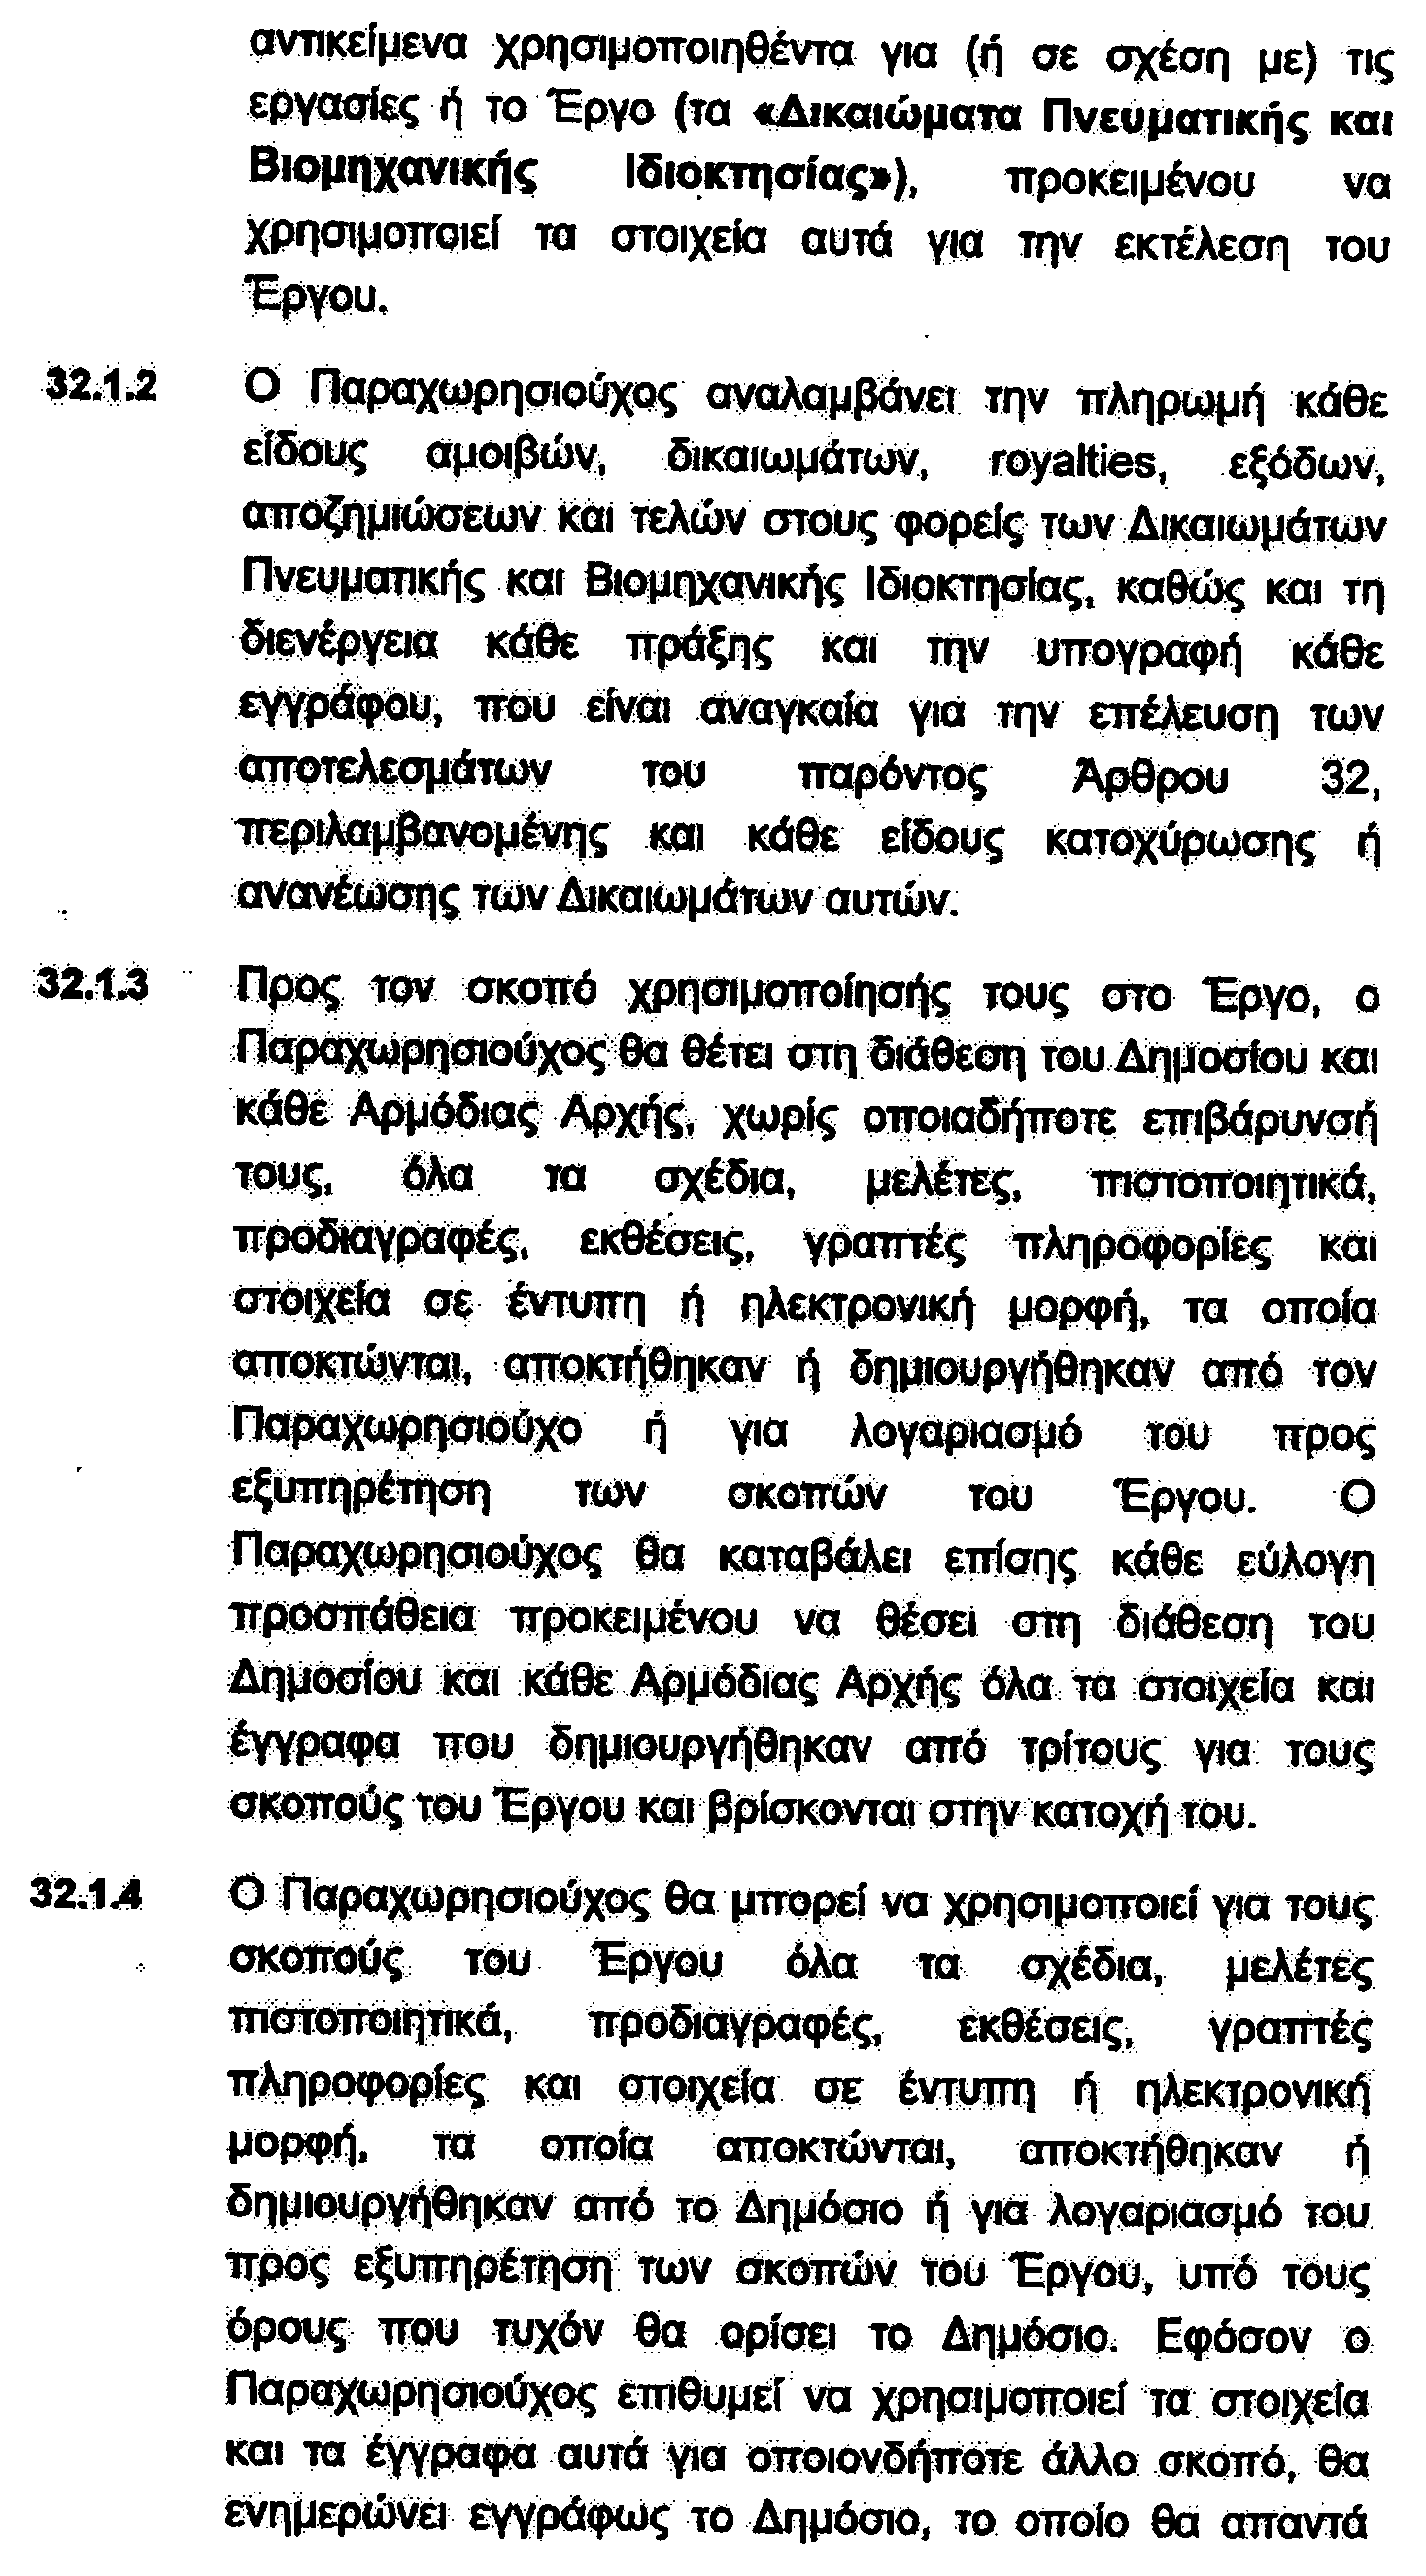 αντικείμενα χρησιμοποιηθέντα για (ή σε σχέση με) τις
εργασίες ή το Έργο (τα «Δικαιώματα Πνευματικής και
Βιομηχανικής Ιδιοκτησίας»), προκειμένου να
χρησιμοποιεί τα στοιχεία αυτά για την εκτέλεση του
Έργου.
32.1.2 Ο Παραχωρησιούχος αναλαμβάνει την πληρωμή κάθε
είδους αμοιβών, δικαιωμάτων, royalties, εξόδων,
αποζημιώσεων και τελών στους φορείς των Δικαιωμάτων
Πνευματικής και Βιομηχανικής Ιδιοκτησίας, καθώς και τη
διενέργεια κάθε πράξης και την υπογραφή κάθε
εγγράφου, που είναι αναγκαία για την επέλευση των
αποτελεσμάτων του παρόντος Άρθρου 32,
περιλαμβανομένης και κάθε είδους κατοχύρωσης ή
ανανέωσης των Δικαιωμάτων αυτών.
32.1.3 Προς τον σκοπό χρησιμοποίησής τους στο Έργο, ο
Παραχωρησιούχος θα θέτει στη διάθεση του Δημοσίου και
κάθε Αρμόδιας Αρχής, χωρίς οποιαδήποτε επιβάρυνσή
τους, όλα τα σχέδια, μελέτες, πιστοποιητικά,
προδιαγραφές, εκθέσεις, γραπτές πληροφορίες και
στοιχεία σε έντυπη ή ηλεκτρονική μορφή, τα οποία
αποκτώνται, αποκτήθηκαν ή δημιουργήθηκαν από τον
Παραχωρησιούχο ή για λογαριασμό του προς
εξυπηρέτηση των σκοπών του Έργου. Ο
Παραχωρησιούχος θα καταβάλει επίσης κάθε εύλογη
προσπάθεια προκειμένου να θέσει στη διάθεση του
Δημοσίου και κάθε Αρμόδιας Αρχής όλα τα στοιχεία και
έγγραφα που δημιουργήθηκαν από τρίτους για τους
σκοπούς του Έργου και βρίσκονται στην κατοχή του.
32.1.4 Ο Παραχωρησιούχος θα μπορεί να χρησιμοποιεί για τους
σκοπούς του Έργου όλα τα σχέδια, μελέτες
πιστοποιητικά, προδιαγραφές, εκθέσεις, γραπτές
πληροφορίες και στοιχεία σε έντυπη ή ηλεκτρονική
μορφή, τα οποία αποκτώνται, αποκτήθηκαν ή
δημιουργήθηκαν από το Δημόσιο ή για λογαριασμό του
προς εξυπηρέτηση των σκοπών του Έργου, υπό τους
όρους που τυχόν θα ορίσει το Δημόσιο. Εφόσον ο
Παραχωρησιούχος επιθυμεί να χρησιμοποιεί τα στοιχεία
και τα έγγραφα αυτά για οποιονδήποτε άλλο σκοπό, θα
ενημερώνει εγγράφως το Δημόσιο, το οποίο θα απαντά